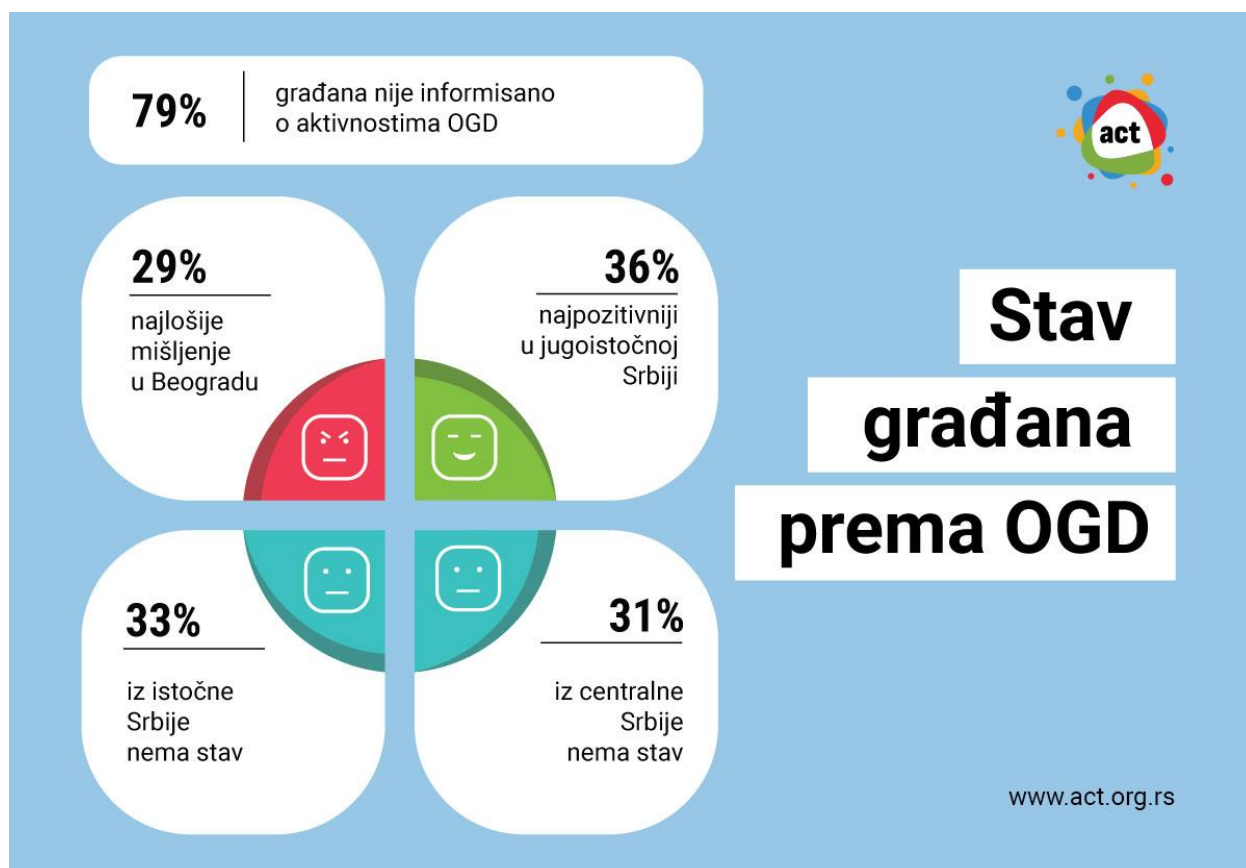 79%
građana nije informisano
o aktivnostima OGD
act
29%
najlošije
mišljenje
u Beogradu
36%
najpozitivniji
u jugoistočnoj
Srbiji
33%
iz istočne
Srbije
nema stav
31%
iz centralne
Srbije
nema stav
Stav
građana
prema OGD
www.act.org.rs